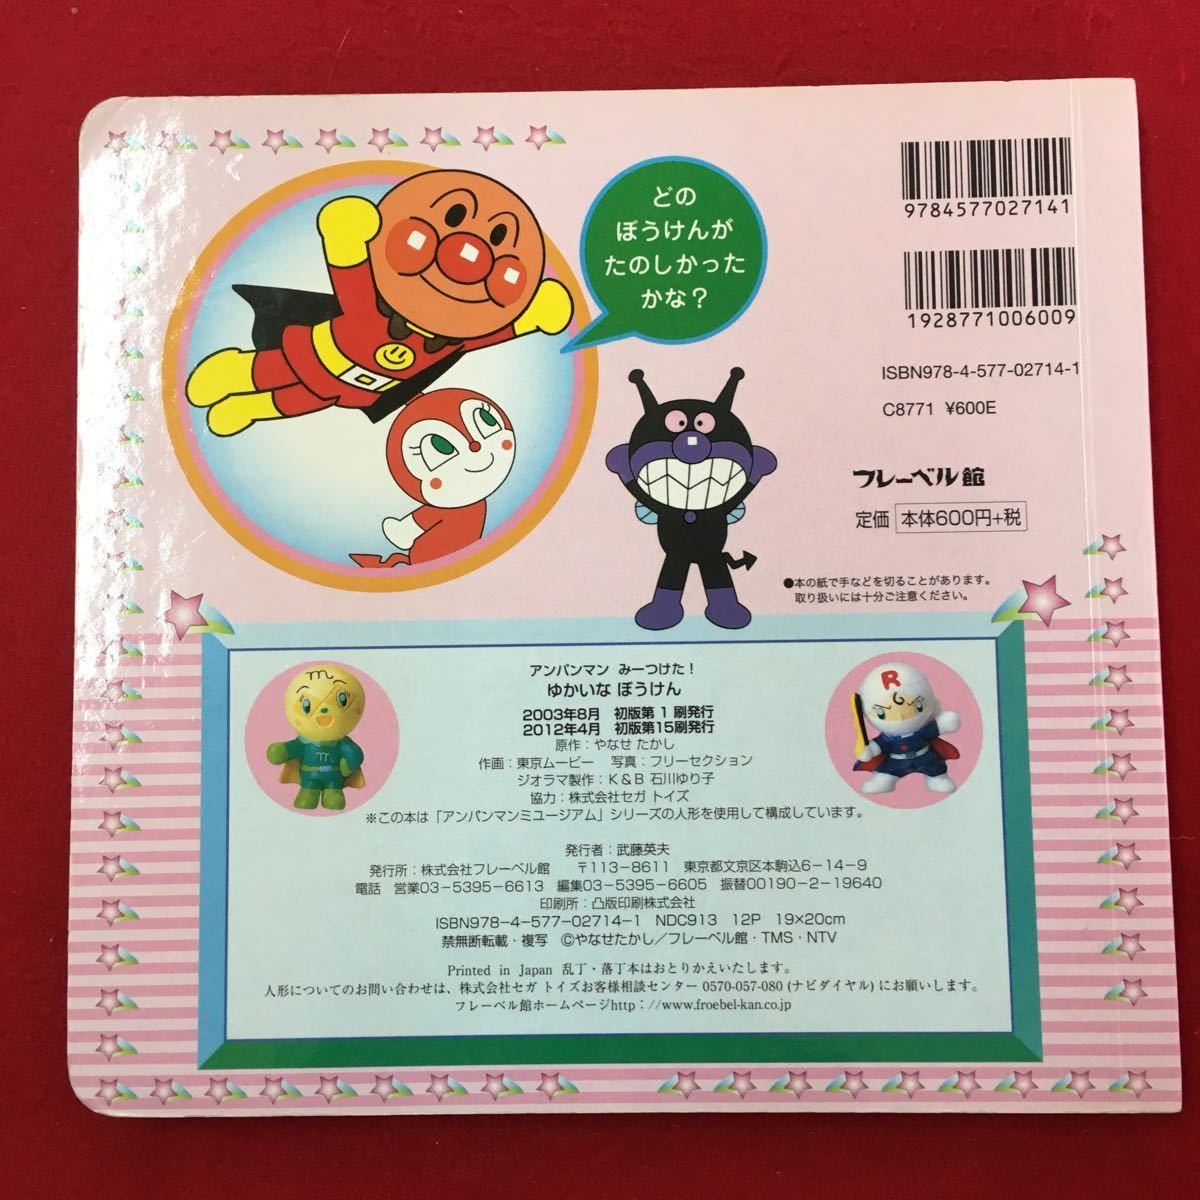 どの
ぼうけんが
たのしかった
かな？
9784577027141
1928771006009
ISBN978-4-577-02714-1
C8771 ¥600E
フレーベル館
定価 本体600円+税
●本の紙で手などを切ることがあります。
取り扱いには十分ご注意ください。
m
m
R
アンパンマン みーつけた！
ゆかいな ぼうけん
2003年8月 初版第１刷発行
2012年4月 初版第15刷発行
原作：やなせ たかし
作画：東京ムービー 写真：フリーセクション
ジオラマ製作：K＆B 石川ゆり子
協力：株式会社セガ トイズ
※この本は「アンパンマンミュージアム」シリーズの人形を使用して構成しています。
発行者：武藤英夫
発行所：株式会社フレーベル館 〒113-8611 東京都文京区本駒込6-14-9
電話 営業03-5395-6613 編集03-5395-6605 振替00190-2-19640
印刷所：凸版印刷株式会社
ISBN978-4-577-02714-1 NDC913 12P 19×20cm
禁無断転載・複写 ©やなせたかし／フレーベル館・TMS・NTV
Printed in Japan 乱丁・落丁本はおとりかえいたします。
人形についてのお問い合わせは、株式会社セガ トイズお客様相談センター 0570-057-080 (ナビダイヤル) にお願いします。
フレーベル館ホームページhttp：//www.froebel-kan.co.jp